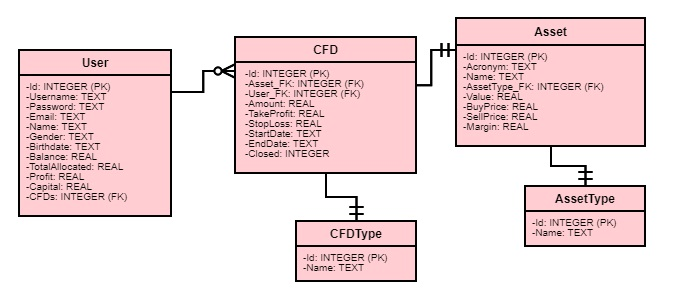 User
-Id: INTEGER (PK)
-Username: TEXT
-Password: TEXT
-Email: TEXT
-Name: TEXT
-Gender: TEXT
-Birthdate: TEXT
-Balance: REAL
-TotalAllocated: REAL
-Profit: REAL
-Capital: REAL
-CFDs: INTEGER (FK)
CFD
-Id: INTEGER (PK)
-Asset_FK: INTEGER (FK)
-User_FK: INTEGER (FK)
-Amount: REAL
-TakeProfit: REAL
-StopLoss: REAL
-StartDate: TEXT
-EndDate: TEXT
-Closed: INTEGER
Asset
-Id: INTEGER (PK)
-Acronym: TEXT
-Name: TEXT
-AssetType_FK: INTEGER (FK)
-Value: REAL
-BuyPrice: REAL
-SellPrice: REAL
-Margin: REAL
CFDType
-Id: INTEGER (PK)
-Name: TEXT
AssetType
-Id: INTEGER (PK)
-Name: TEXT